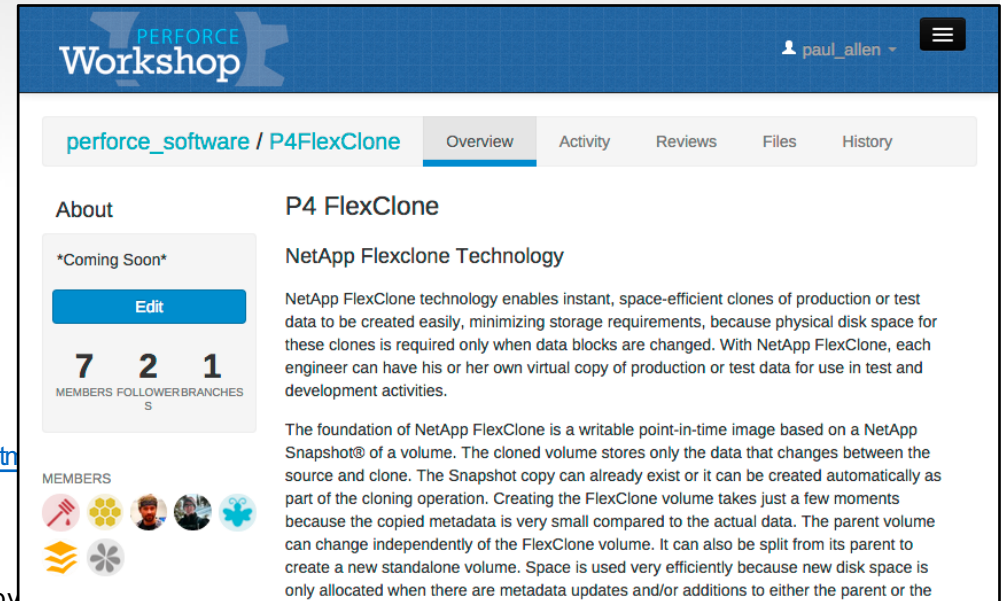 PERFORCE
Workshop
paul_allen
perforce_software / P4FlexClone
Overview
Activity
Reviews
Files
History
About
*Coming Soon*
Edit
7
2
1
MEMBERS
FOLLOWER
S
BRANCHES
MEMBERS
P4 FlexClone
NetApp Flexclone Technology
NetApp FlexClone technology enables instant, space-efficient clones of production or test
data to be created easily, minimizing storage requirements, because physical disk space for
these clones is required only when data blocks are changed. With NetApp FlexClone, each
engineer can have his or her own virtual copy of production or test data for use in test and
development activities.
The foundation of NetApp FlexClone is a writable point-in-time image based on a NetApp
Snapshot® of a volume. The cloned volume stores only the data that changes between the
source and clone. The Snapshot copy can already exist or it can be created automatically as
part of the cloning operation. Creating the FlexClone volume takes just a few moments
because the copied metadata is very small compared to the actual data. The parent volume
can change independently of the FlexClone volume. It can also be split from its parent to
create a new standalone volume. Space is used very efficiently because new disk space is
only allocated when there are metadata updates and/or additions to either the parent or the